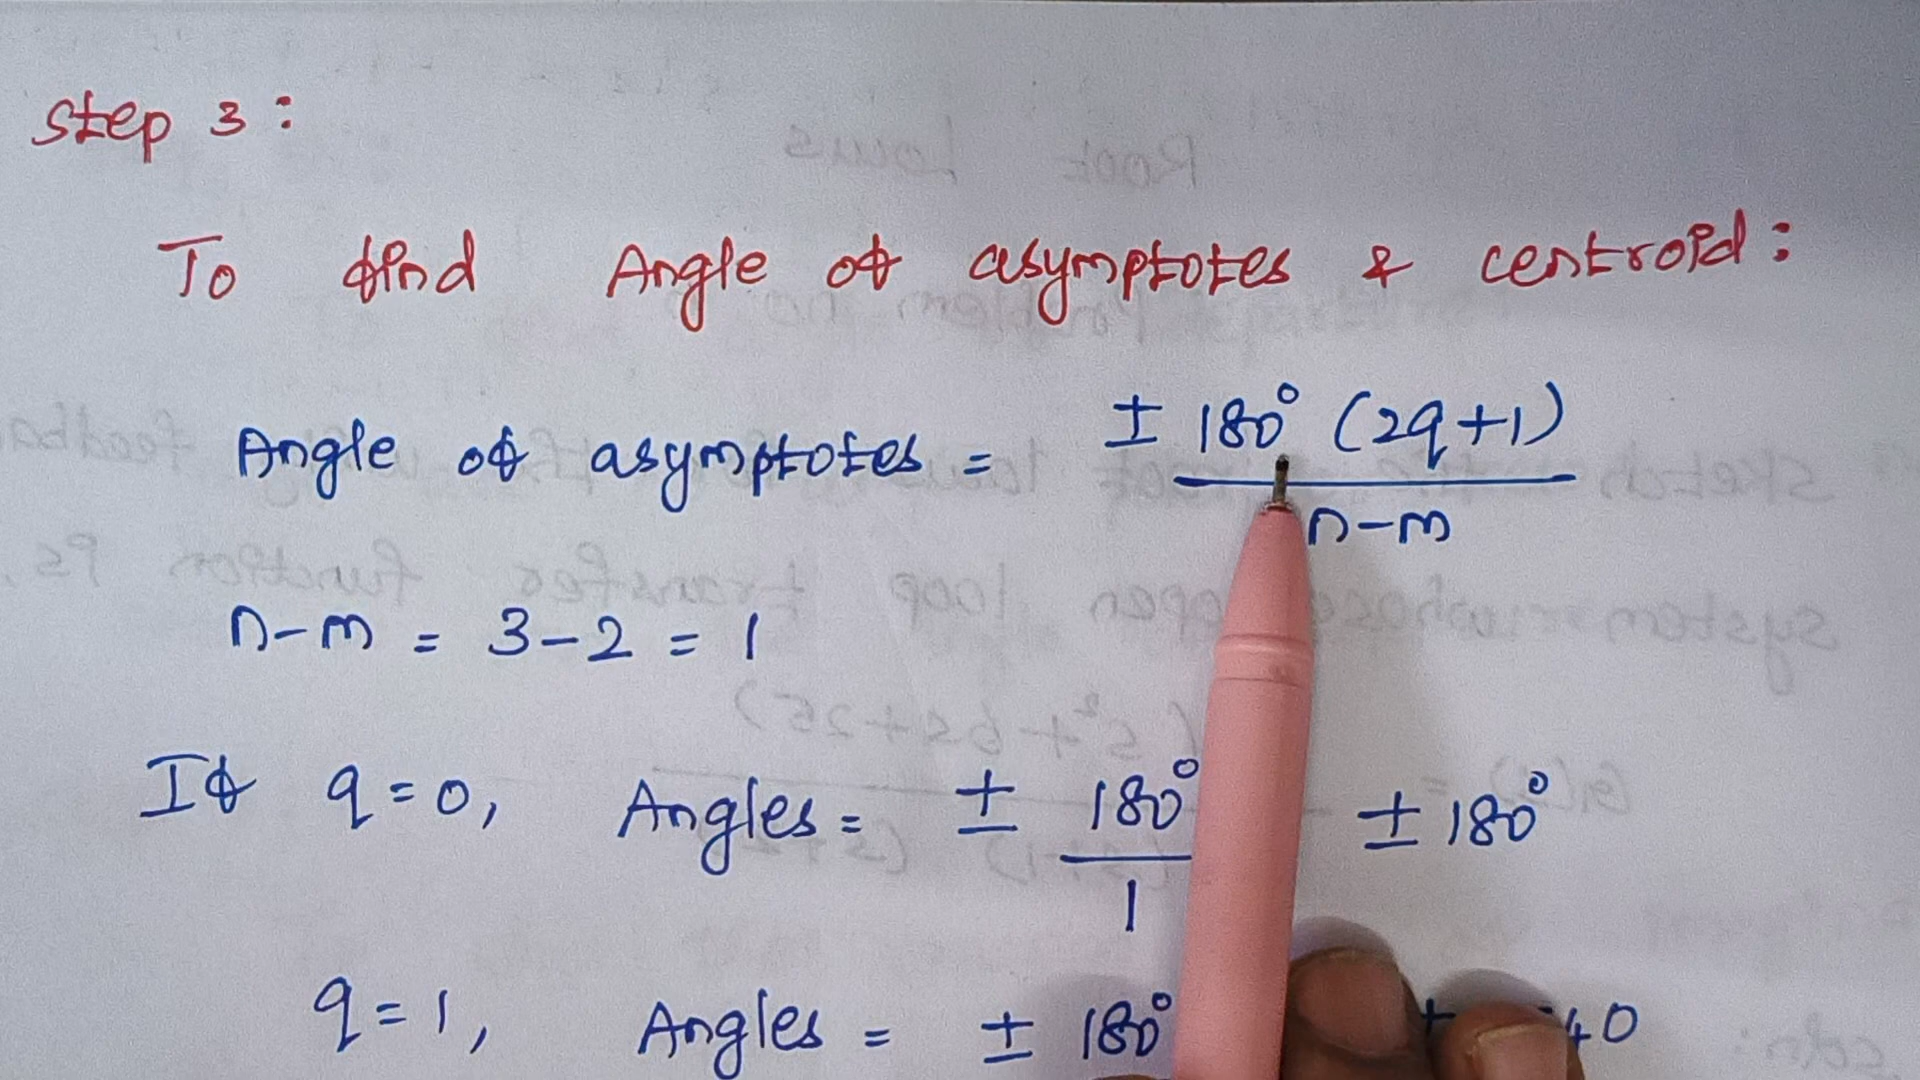 Step 3:
To find Angle of asymptotes & centroid:
Angle of asymptotes = ± 180° (2q+1)
n-m
n-m = 3-2 = 1
If q=0, Angles = ± 180° ± 180°
1
q=1, Angles = ± 180° 40